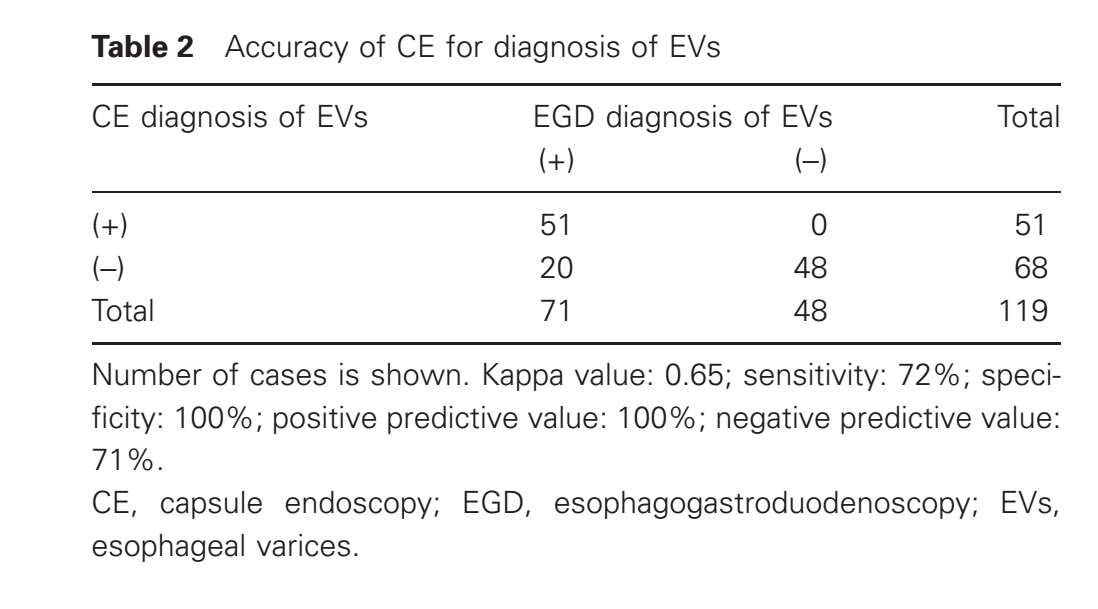 Table 2 Accuracy of CE for diagnosis of EVs
CE diagnosis of EVs EGD diagnosis of EVs Total
(+) (–)
(+) 51 0 51
(–) 20 48 68
Total 71 48 119
Number of cases is shown. Kappa value: 0.65; sensitivity: 72%; speci-
ficity: 100%; positive predictive value: 100%; negative predictive value:
71%.
CE, capsule endoscopy; EGD, esophagogastroduodenoscopy; EVs,
esophageal varices.